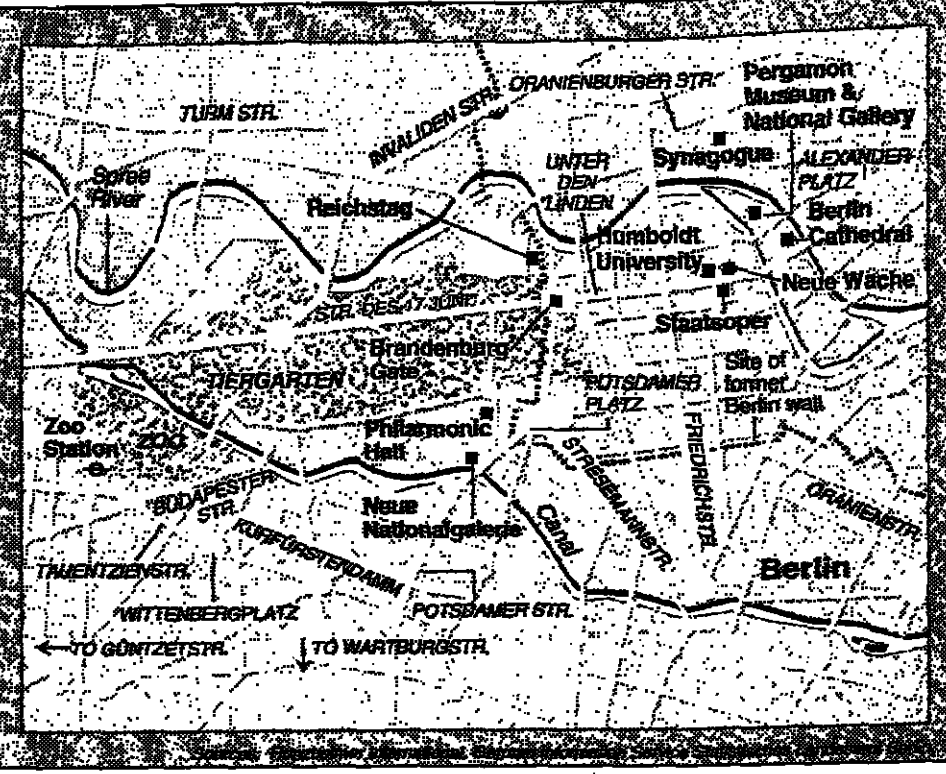 TURM STR.
INVALIDEN STR.
ORANIENBURGER STR.
Pergamon
Museum &
National Gallery
Synagogue
ALEXANDER
PLATZ
UNTER
DEN
LINDEN
Spree
River
Reichstag
Humboldt
University
Berlin
Cathedral
Neue Wache
Staatsoper
STR. DES 17 JUNE
Brandenburg
Gate
TIERGARTEN
POTSDAMER
PLATZ
Site of
former
Berlin wall
Zoo
Station
ZOO
Philarmonic
Hall
FRIEDRICHSTR.
STRESEMANNSTR.
ORANIENSTR.
BUDAPESTER
STR.
Neue
Nationalgalerie
Canal
KURFÜRSTENDAMM
TAUENTZIENSTR.
Berlin
WITTENBERGPLATZ
POTSDAMER STR.
TO GÜNTZETSTR.
TO WARTBURGSTR.